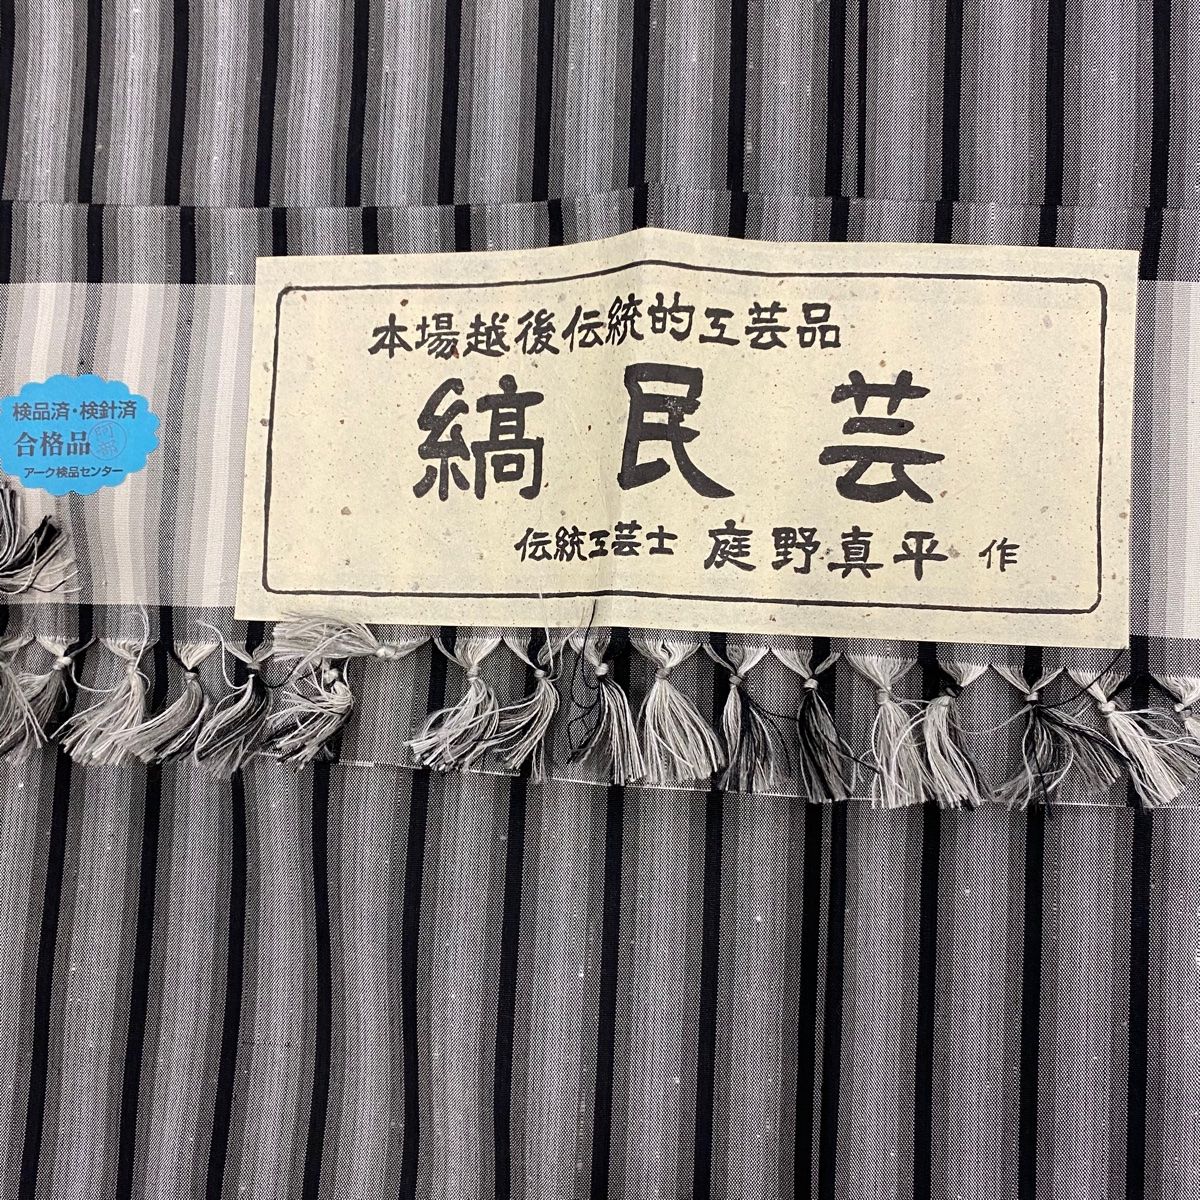 本場越後伝統的工芸品
縞民芸
伝統工芸士 庭野真平 作
検品済・検針済
合格品 阿部
アーク検品センター